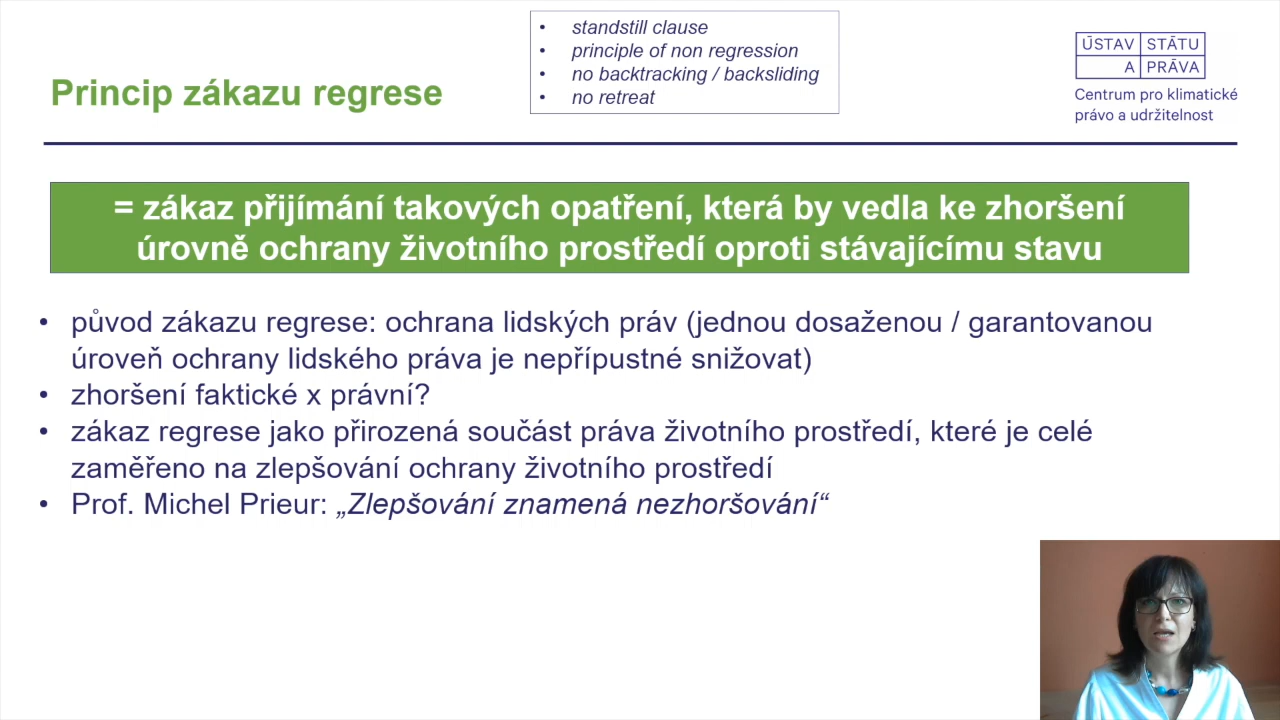 • standstill clause
• principle of non regression
• no backtracking / backsliding
• no retreat
Princip zákazu regrese
ÚSTAV STÁTU
A PRÁVA
Centrum pro klimatické
právo a udržitelnost
= zákaz přijímání takových opatření, která by vedla ke zhoršení
úrovně ochrany životního prostředí oproti stávajícímu stavu
• původ zákazu regrese: ochrana lidských práv (jednou dosaženou / garantovanou
úroveň ochrany lidského práva je nepřípustné snižovat)
• zhoršení faktické x právní?
• zákaz regrese jako přirozená součást práva životního prostředí, které je celé
zaměřeno na zlepšování ochrany životního prostředí
• Prof. Michel Prieur: „Zlepšování znamená nezhoršování“